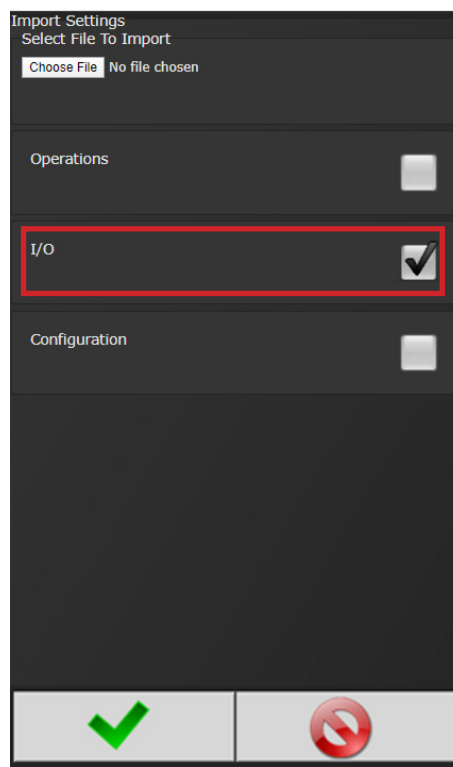 Import Settings
Select File To Import
Choose File No file chosen
Operations
I/O
Configuration